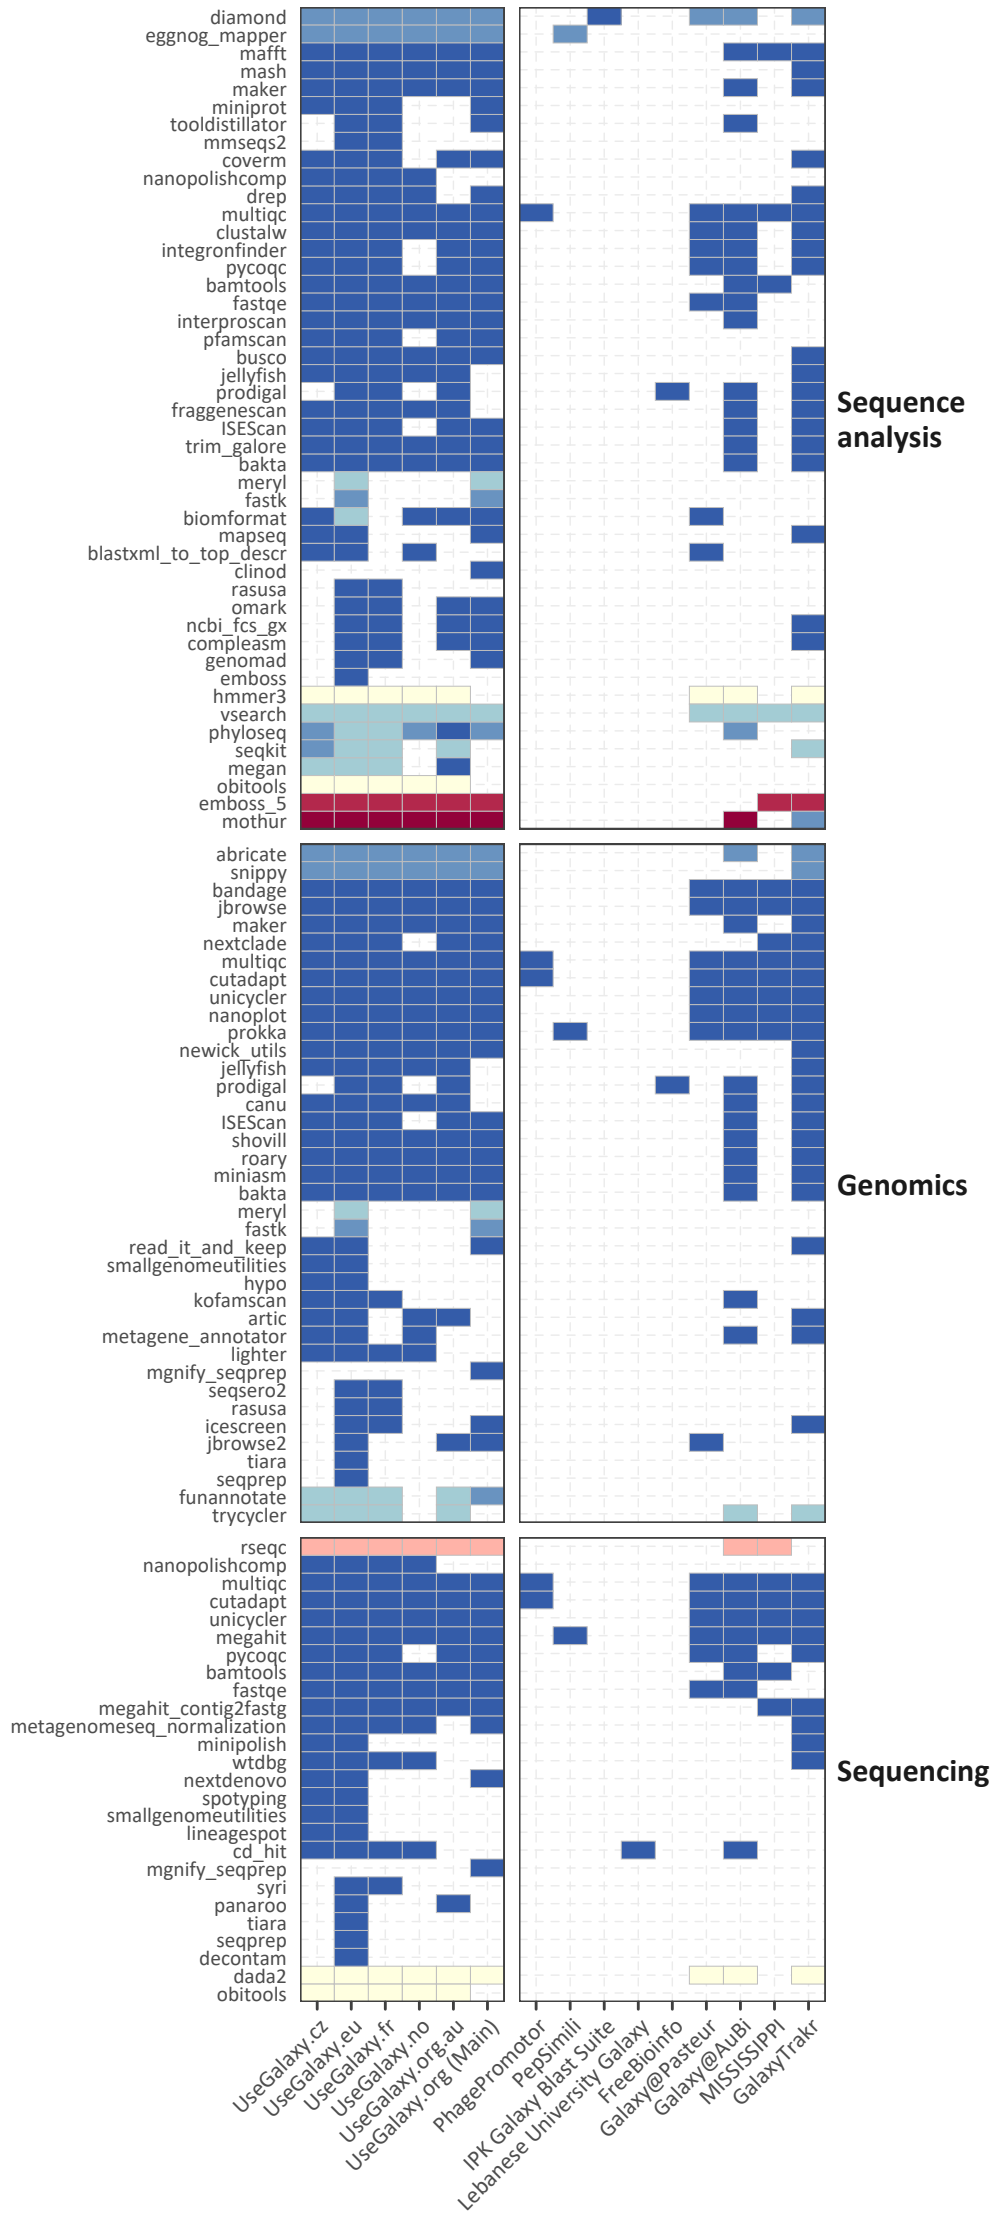 diamond
eggnog_mapper
mafft
mash
maker
miniprot
tooldistillator
mmseqs2
coverm
nanopolishcomp
drep
multiqc
clustalw
integronfinder
pycoqc
bamtools
fastqe
interproscan
pfamscan
busco
jellyfish
prodigal
fraggenescan
ISEScan
trim_galore
bakta
meryl
fastk
biomformat
mapseq
blastxml_to_top_descr
clinod
rasusa
omark
ncbi_fcs_gx
compleasm
genomad
emboss
hmmer3
vsearch
phyloseq
seqkit
megan
obitools
emboss_5
mothur
Sequence
analysis
abricate
snippy
bandage
jbrowse
maker
nextclade
multiqc
cutadapt
unicycler
nanoplot
prokka
newick_utils
jellyfish
prodigal
canu
ISEScan
shovill
roary
miniasm
bakta
meryl
fastk
read_it_and_keep
smallgenomeutilities
hypo
kofamscan
artic
metagene_annotator
lighter
mgnify_seqprep
seqsero2
rasusa
icescreen
jbrowse2
tiara
seqprep
funannotate
trycycler
Genomics
rseqc
nanopolishcomp
multiqc
cutadapt
unicycler
megahit
pycoqc
bamtools
fastqe
megahit_contig2fastg
metagenomeseq_normalization
minipolish
wtdbg
nextdenovo
spotyping
smallgenomeutilities
lineagespot
cd_hit
mgnify_seqprep
syri
panaroo
tiara
seqprep
decontam
dada2
obitools
Sequencing
UseGalaxy.cz
UseGalaxy.eu
UseGalaxy.fr
UseGalaxy.no
UseGalaxy.org.au
UseGalaxy.org (Main)
PhagePromotor
PepSimili
IPK Galaxy Blast Suite
Lebanese University Galaxy
FreeBioinfo
Galaxy@Pasteur
Galaxy@AuBi
MISSISSIPPI
GalaxyTrakr